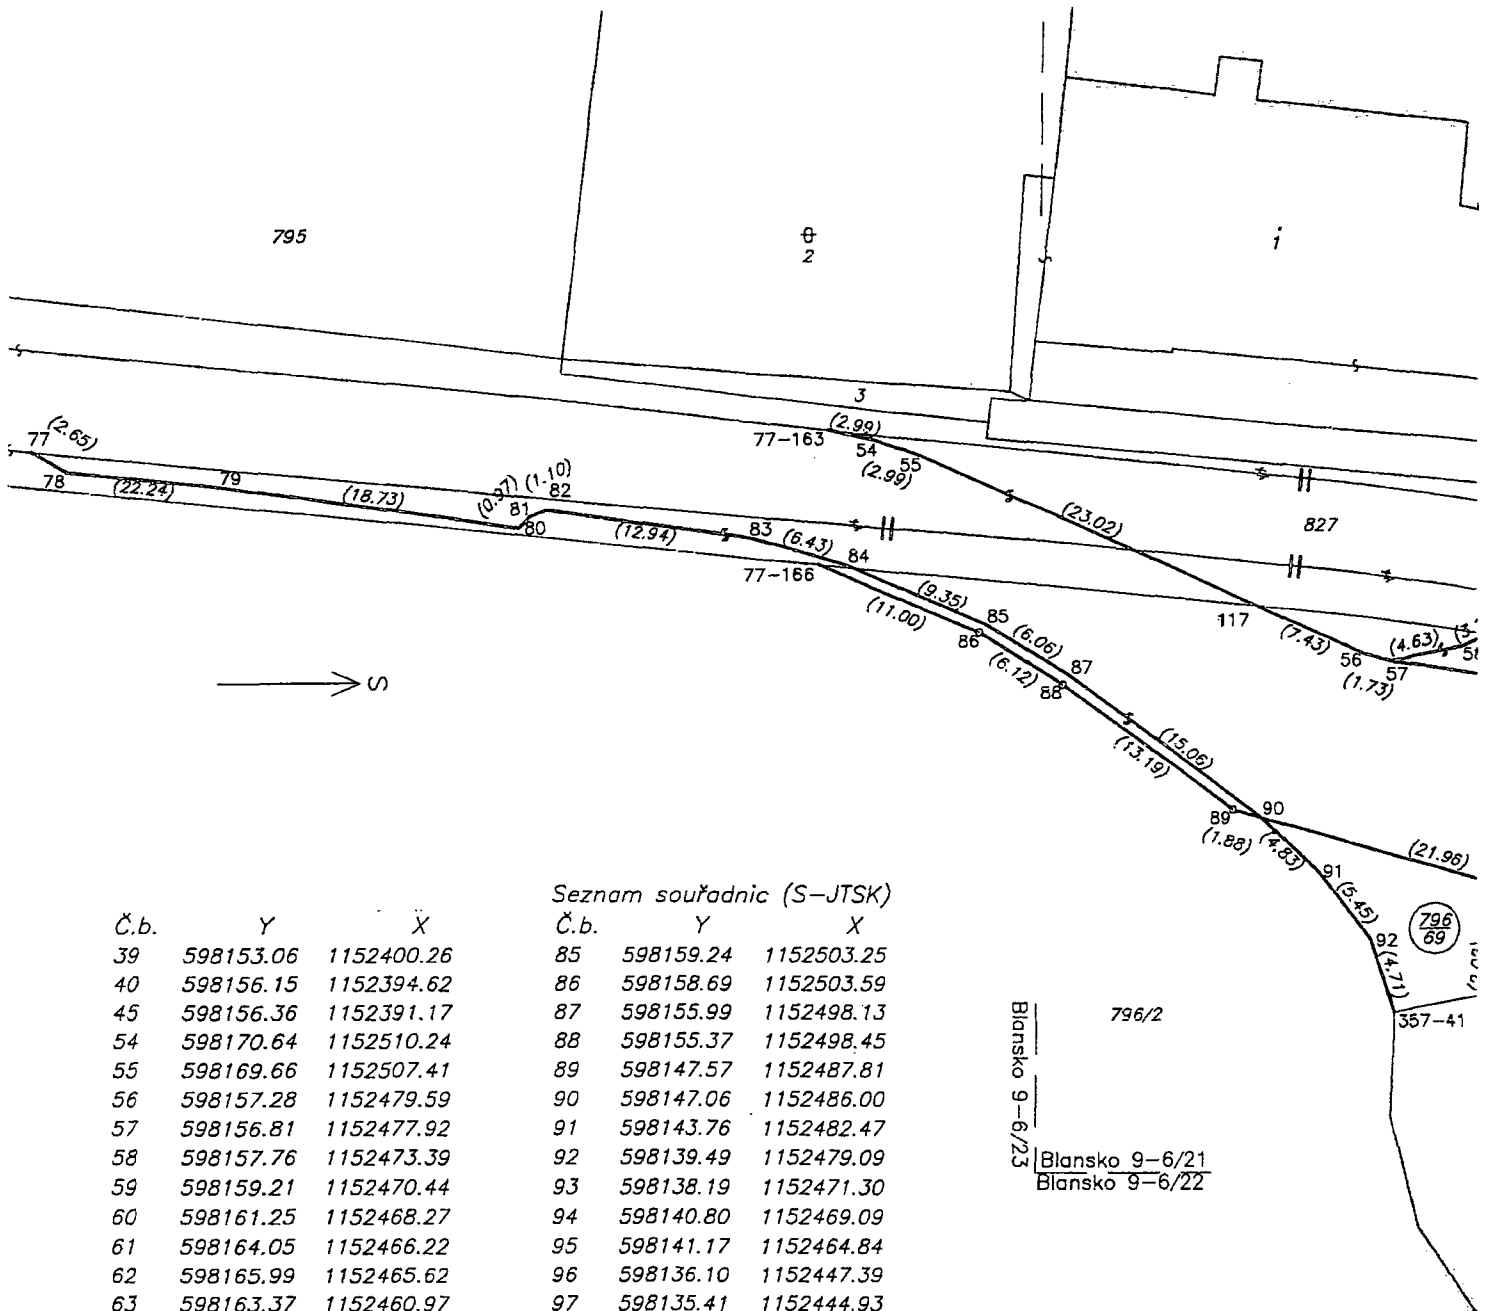 795
0
2
i
3
77
(2.65)
78
(22.24)
79
(18.73)
(0.97)
(1.10)
81
82
80
(12.94)
83
(6.43)
84
77-163
(2.99)
54
55
(2.99)
(23.02)
827
77-166
(11.00)
(9.35)
85
86
(6.06)
(6.12)
87
88
117
(7.43)
56
57
(1.73)
(4.63)
S
(15.06)
(13.19)
89
90
(1.88)
(4.83)
(21.96)
91
(5.45)
92
(4.71)
796
69
357-41
796/2
Blansko 9-6/23
Blansko 9-6/21
Blansko 9-6/22
Seznam souřadnic (S-JTSK)
Č.b. Y X Č.b. Y X
39 598153.06 1152400.26 85 598159.24 1152503.25
40 598156.15 1152394.62 86 598158.69 1152503.59
45 598156.36 1152391.17 87 598155.99 1152498.13
54 598170.64 1152510.24 88 598155.37 1152498.45
55 598169.66 1152507.41 89 598147.57 1152487.81
56 598157.28 1152479.59 90 598147.06 1152486.00
57 598156.81 1152477.92 91 598143.76 1152482.47
58 598157.76 1152473.39 92 598139.49 1152479.09
59 598159.21 1152470.44 93 598138.19 1152471.30
60 598161.25 1152468.27 94 598140.80 1152469.09
61 598164.05 1152466.22 95 598141.17 1152464.84
62 598165.99 1152465.62 96 598136.10 1152447.39
63 598163.37 1152460.97 97 598135.41 1152444.93